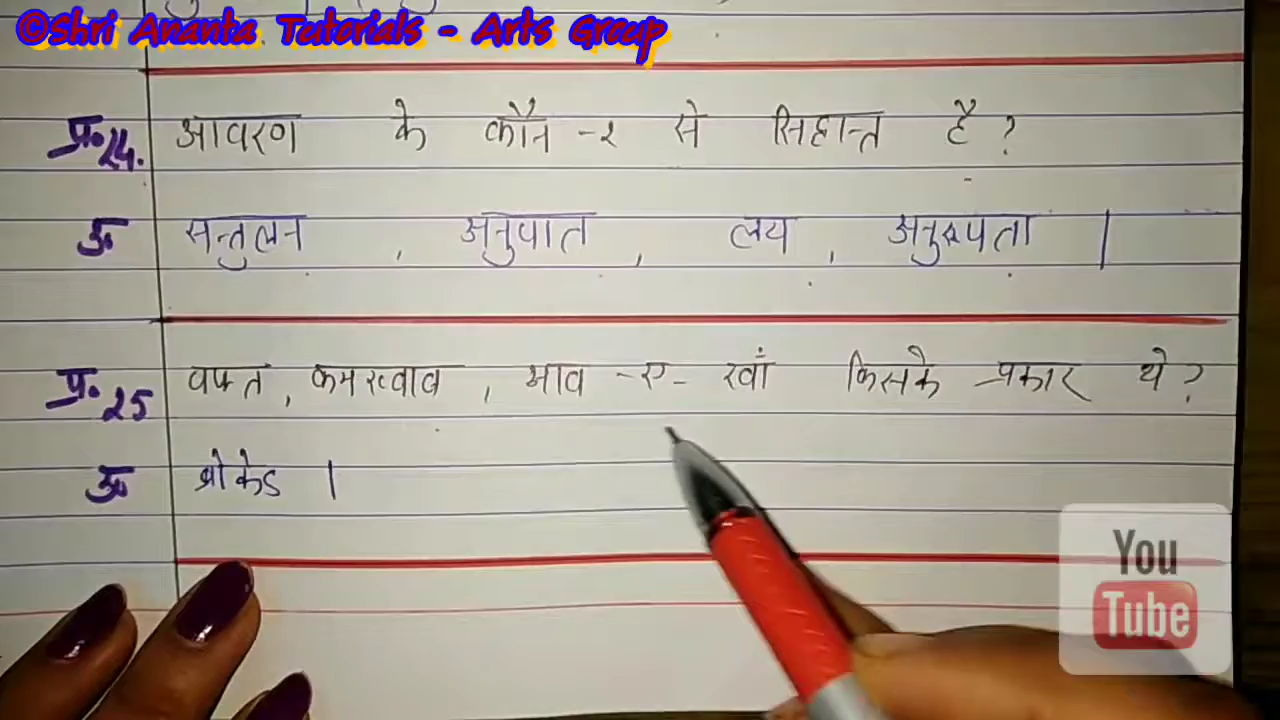 ©Shri Ananta Tutorials - Arts Group
प्र. 24. आवरण के कौन -२ से सिद्दान्त है ?
उ सन्तुलन , अनुपात , लय , अनुरूपता |
प्र. 25 वफ्त , कमरव्वाव , माव -ए- रवाँ किसके प्रकार थे ?
उ ब्रोकेड |
You
Tube